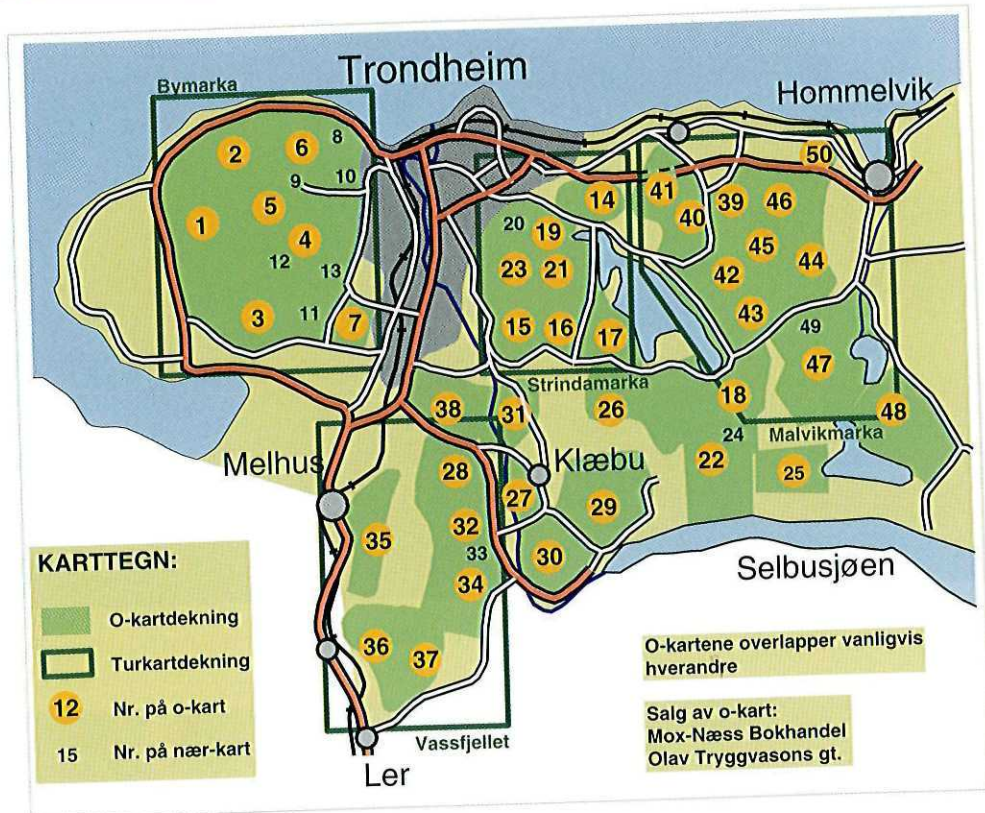 Trondheim
Bymarka
Hommelvik
2
6
8
9
10
5
1
4
12
13
3
11
7
14
20
19
23
21
15
16
17
Strindamarka
50
41
40
39
46
45
44
42
43
49
47
18
48
Malvikmarka
24
22
25
38
31
26
Melhus
Klæbu
28
27
29
32
33
30
34
35
36
37
Selbusjøen
Vassfjellet
Ler
KARTTEGN:
O-kartdekning
Turkartdekning
12 Nr. på o-kart
15 Nr. på nær-kart
O-kartene overlapper vanligvis
hverandre
Salg av o-kart:
Mox-Næss Bokhandel
Olav Tryggvasons gt.